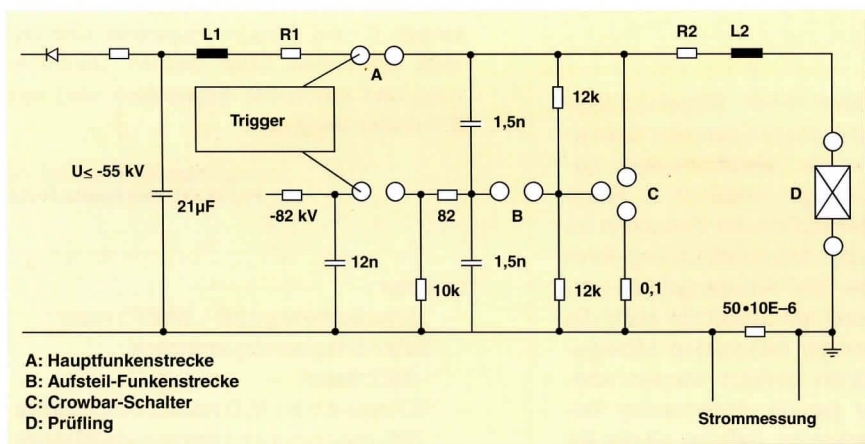 L1
R1
R2
L2
A
12k
Trigger
1,5n
U≤ -55 kV
21µF
C
D
-82 kV
82
B
12n
1,5n
10k
12k
0,1
50•10E–6
A: Hauptfunkenstrecke
B: Aufsteil-Funkenstrecke
C: Crowbar-Schalter
D: Prüfling
Strommessung